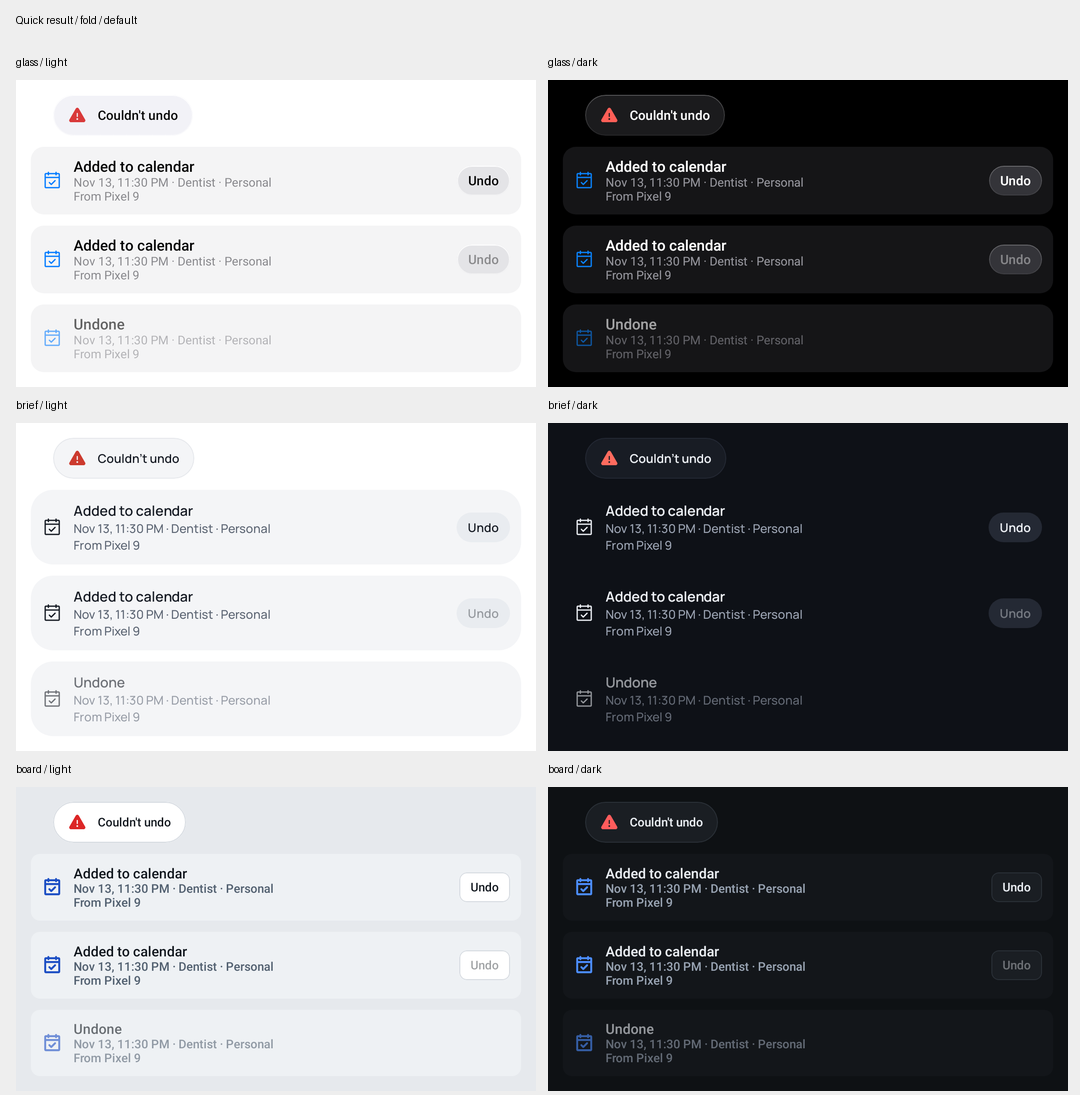 Quick result / fold / default
glass / light
Couldn't undo
Added to calendar
Nov 13, 11:30 PM · Dentist · Personal
From Pixel 9
Undo
Added to calendar
Nov 13, 11:30 PM · Dentist · Personal
From Pixel 9
Undo
Undone
Nov 13, 11:30 PM · Dentist · Personal
From Pixel 9
glass / dark
Couldn't undo
Added to calendar
Nov 13, 11:30 PM · Dentist · Personal
From Pixel 9
Undo
Added to calendar
Nov 13, 11:30 PM · Dentist · Personal
From Pixel 9
Undo
Undone
Nov 13, 11:30 PM · Dentist · Personal
From Pixel 9
brief / light
Couldn't undo
Added to calendar
Nov 13, 11:30 PM · Dentist · Personal
From Pixel 9
Undo
Added to calendar
Nov 13, 11:30 PM · Dentist · Personal
From Pixel 9
Undo
Undone
Nov 13, 11:30 PM · Dentist · Personal
From Pixel 9
brief / dark
Couldn't undo
Added to calendar
Nov 13, 11:30 PM · Dentist · Personal
From Pixel 9
Undo
Added to calendar
Nov 13, 11:30 PM · Dentist · Personal
From Pixel 9
Undo
Undone
Nov 13, 11:30 PM · Dentist · Personal
From Pixel 9
board / light
Couldn't undo
Added to calendar
Nov 13, 11:30 PM · Dentist · Personal
From Pixel 9
Undo
Added to calendar
Nov 13, 11:30 PM · Dentist · Personal
From Pixel 9
Undo
Undone
Nov 13, 11:30 PM · Dentist · Personal
From Pixel 9
board / dark
Couldn't undo
Added to calendar
Nov 13, 11:30 PM · Dentist · Personal
From Pixel 9
Undo
Added to calendar
Nov 13, 11:30 PM · Dentist · Personal
From Pixel 9
Undo
Undone
Nov 13, 11:30 PM · Dentist · Personal
From Pixel 9